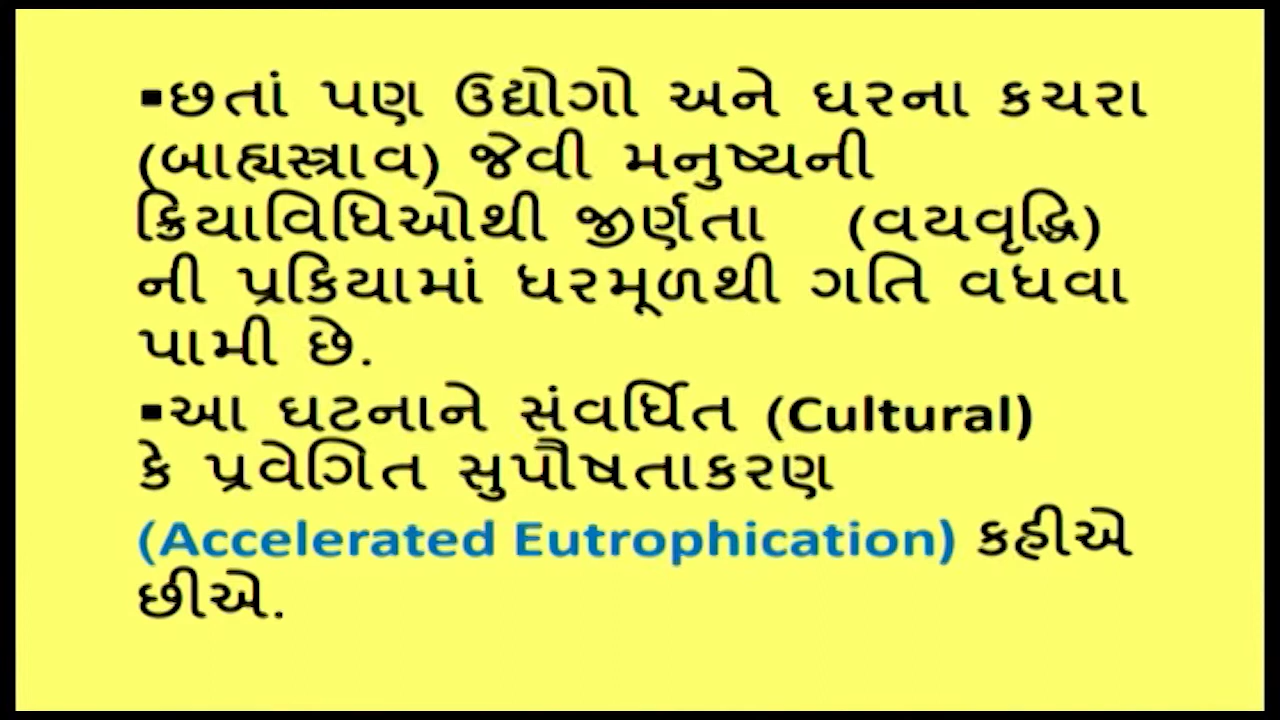 ▪છતાં પણ ઉદ્યોગો અને ઘરના કચરા
(બાહ્યસ્ત્રાવ) જેવી મનુષ્યની
ક્રિયાવિધિઓથી જીર્ણતા (વયવૃદ્ધિ)
ની પ્રકિયામાં ધરમૂળથી ગતિ વધવા
પામી છે.
▪આ ઘટનાને સંવર્ધિત (Cultural)
કે પ્રવેગિત સુપૌષતાકરણ
(Accelerated Eutrophication) કહીએ
છીએ.